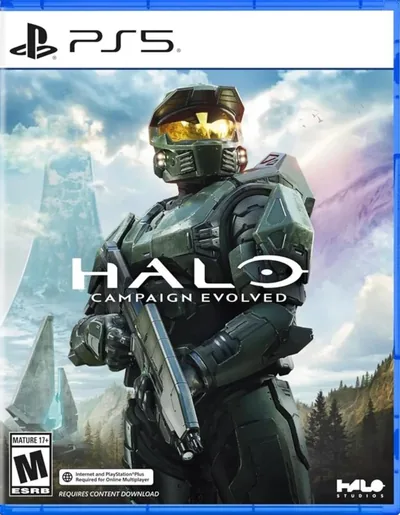 PS5
HALO
CAMPAIGN EVOLVED
MATURE 17+
M
ESRB
Internet and PlayStation®Plus
Required for Online Multiplayer
REQUIRES CONTENT DOWNLOAD
HALO
STUDIOS